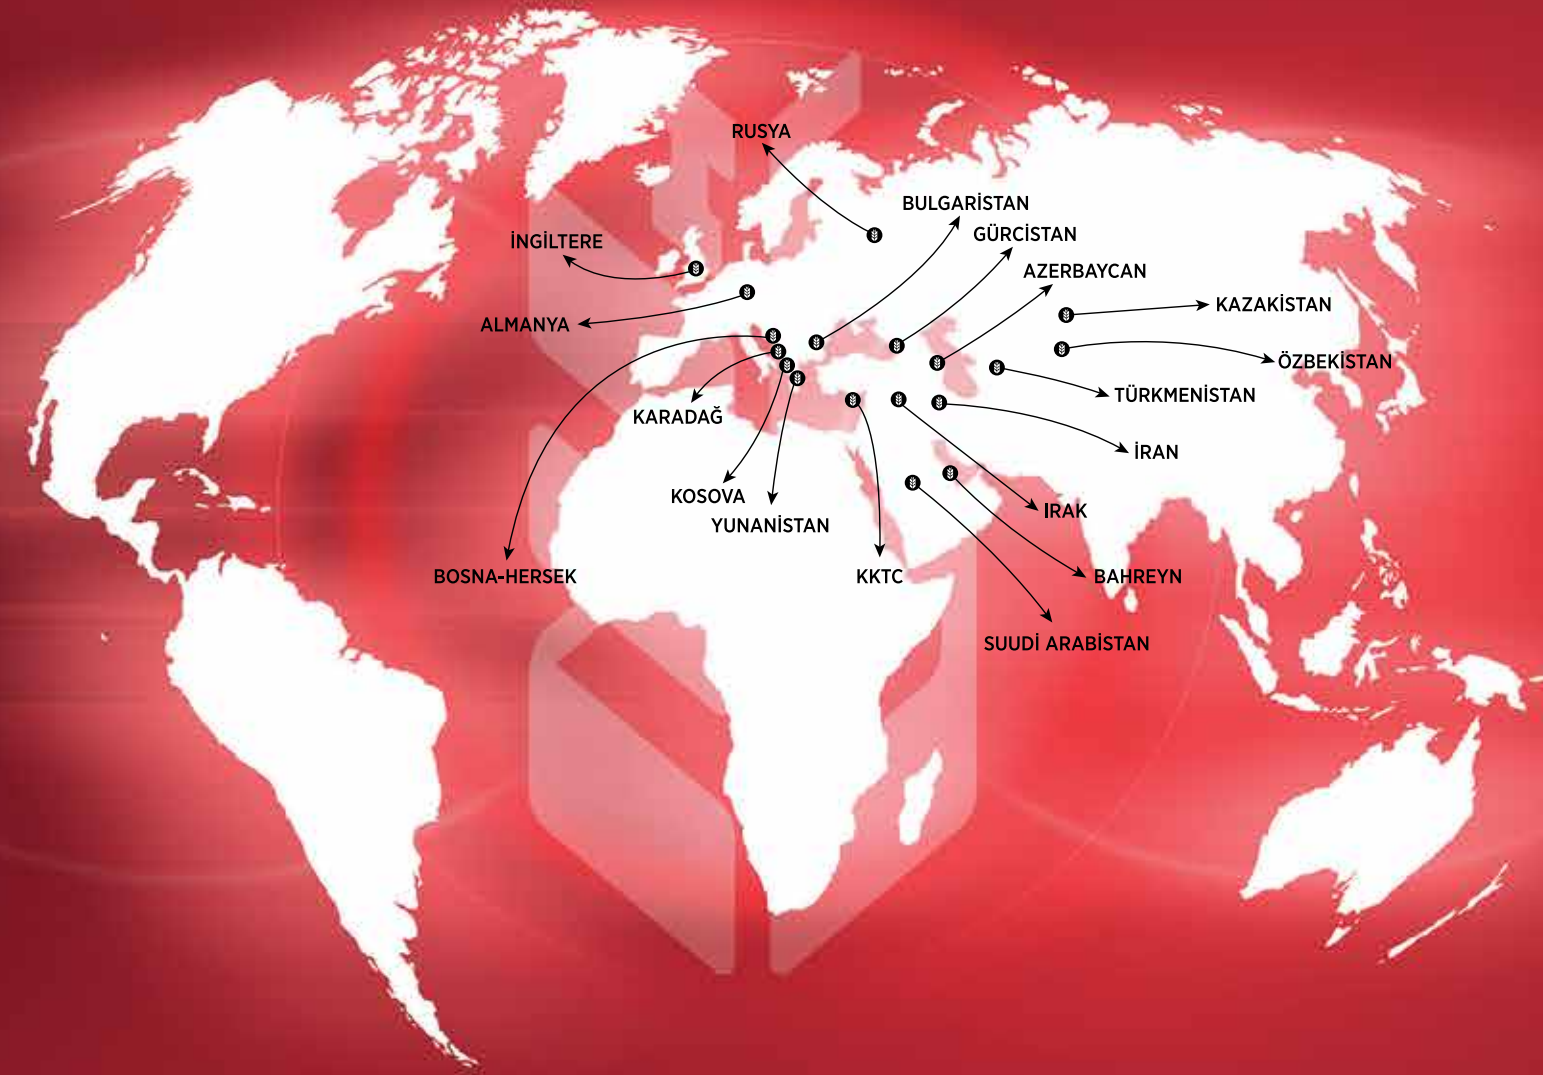 RUSYA
BULGARİSTAN
GÜRCİSTAN
İNGİLTERE
AZERBAYCAN
KAZAKİSTAN
ALMANYA
ÖZBEKİSTAN
TÜRKMENİSTAN
KARADAĞ
İRAN
KOSOVA
IRAK
YUNANİSTAN
BOSNA-HERSEK
KKTC
BAHREYN
SUUDİ ARABİSTAN